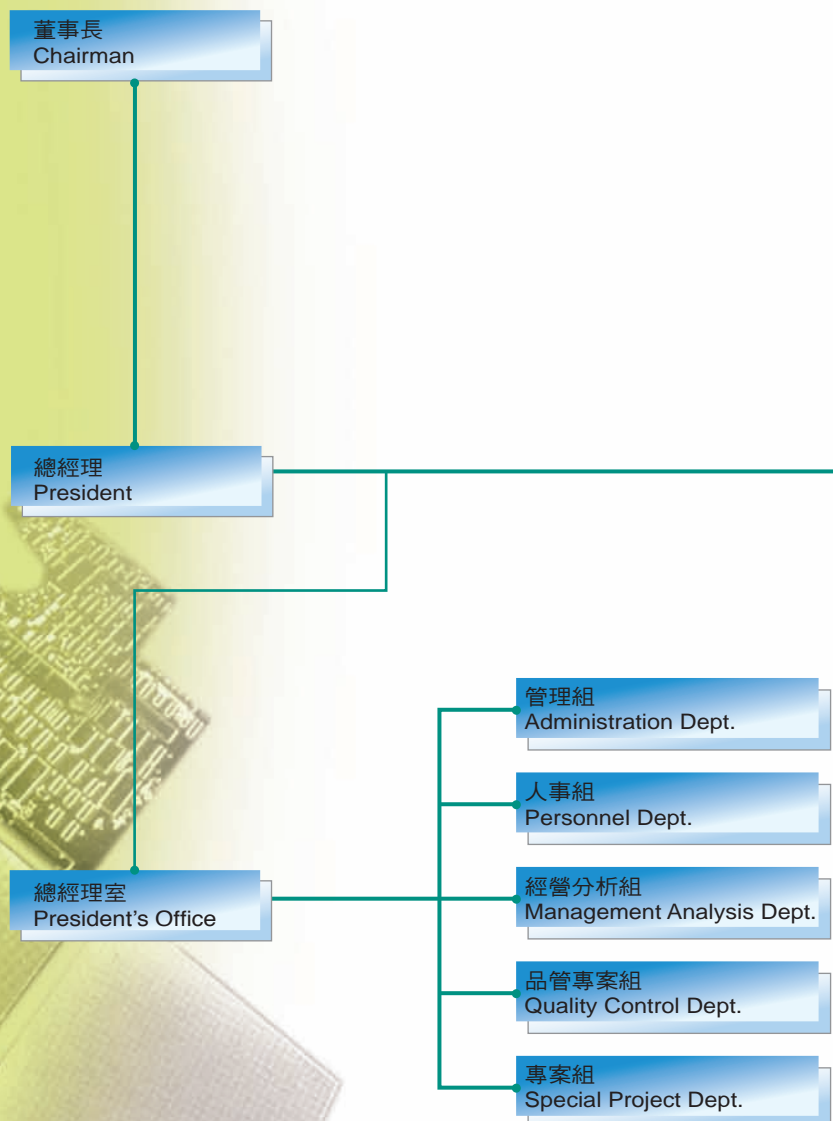 董事長
Chairman
總經理
President
管理組
Administration Dept.
人事組
Personnel Dept.
總經理室
President's Office
經營分析組
Management Analysis Dept.
品管專案組
Quality Control Dept.
專案組
Special Project Dept.